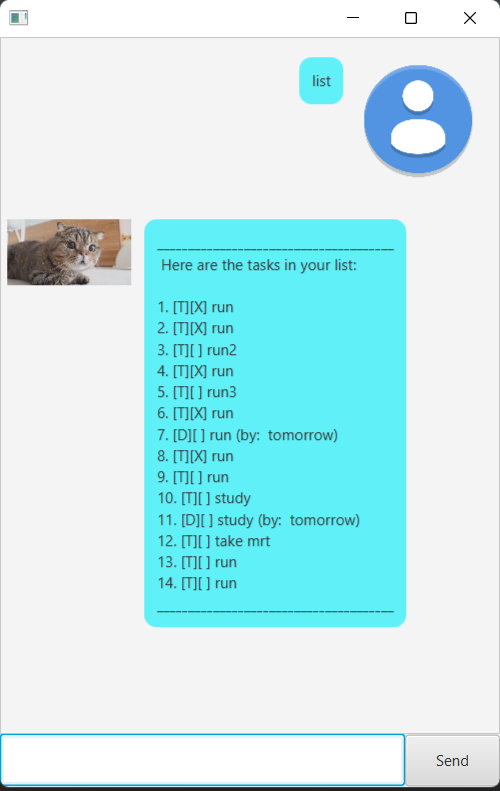 list
______________________________________
Here are the tasks in your list:
1. [T][X] run
2. [T][X] run
3. [T][ ] run2
4. [T][X] run
5. [T][ ] run3
6. [T][X] run
7. [D][ ] run (by:  tomorrow)
8. [T][X] run
9. [T][ ] run
10. [T][ ] study
11. [D][ ] study (by:  tomorrow)
12. [T][ ] take mrt
13. [T][ ] run
14. [T][ ] run
______________________________________
Send